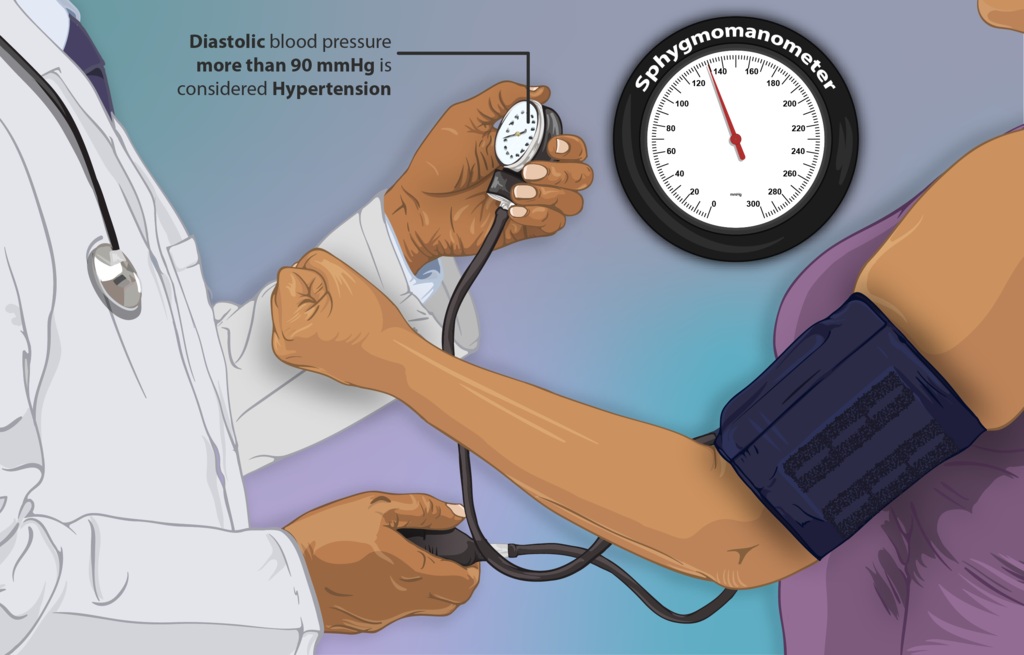 Diastolic blood pressure
more than 90 mmHg is
considered Hypertension
Sphygmomanometer
140 160
120 180
100 200
80 220
60 240
40 260
20 280
0 300
mmHg